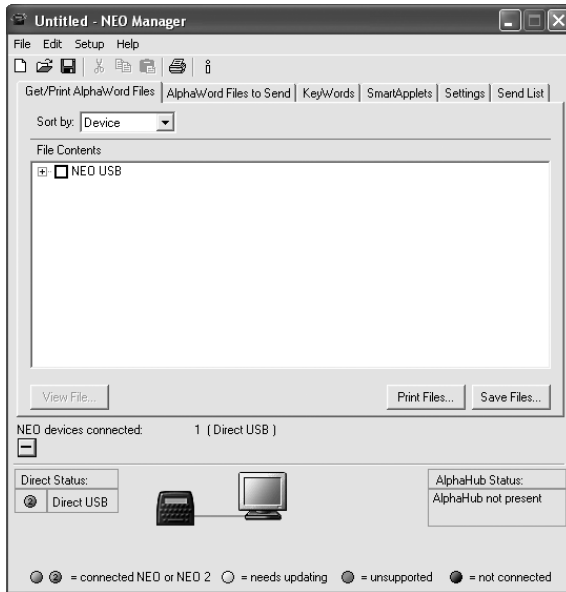 Untitled - NEO Manager
File Edit Setup Help
Get/Print AlphaWord Files AlphaWord Files to Send KeyWords SmartApplets Settings Send List
Sort by: Device
File Contents
NEO USB
View File... Print Files... Save Files...
NEO devices connected: 1 ( Direct USB )
Direct Status: AlphaHub Status:
2 Direct USB AlphaHub not present
2 = connected NEO or NEO 2 = needs updating = unsupported = not connected